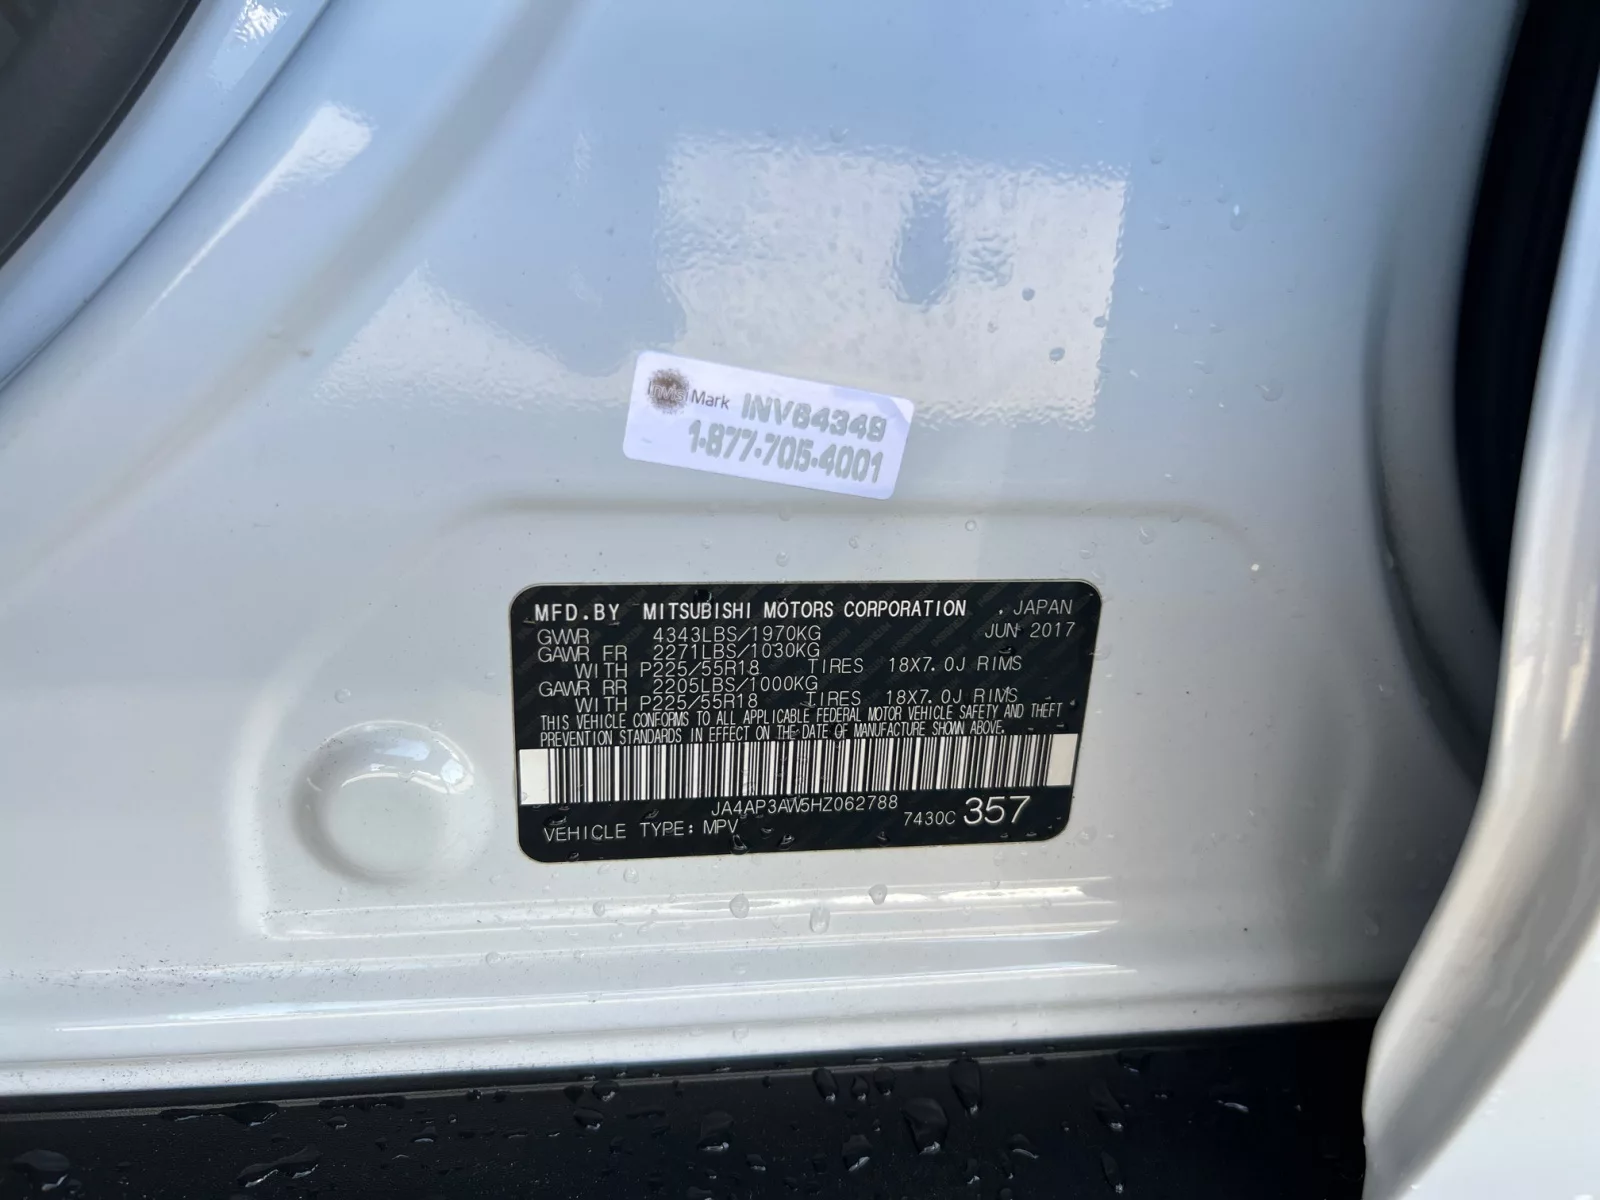 Mark INV84349
1-877-705-4001
MFD.BY MITSUBISHI MOTORS CORPORATION . JAPAN
GVWR 4343LBS/1970KG JUN 2017
GAWR FR 2271LBS/1030KG
WITH P225/55R18 TIRES 18X7.0J RIMS
GAWR RR 2205LBS/1000KG
WITH P225/55R18 TIRES 18X7.0J RIMS
THIS VEHICLE CONFORMS TO ALL APPLICABLE FEDERAL MOTOR VEHICLE SAFETY AND THEFT
PREVENTION STANDARDS IN EFFECT ON THE DATE OF MANUFACTURE SHOWN ABOVE.
JA4AP3AW5HZ062788
VEHICLE TYPE: MPV 7430C 357